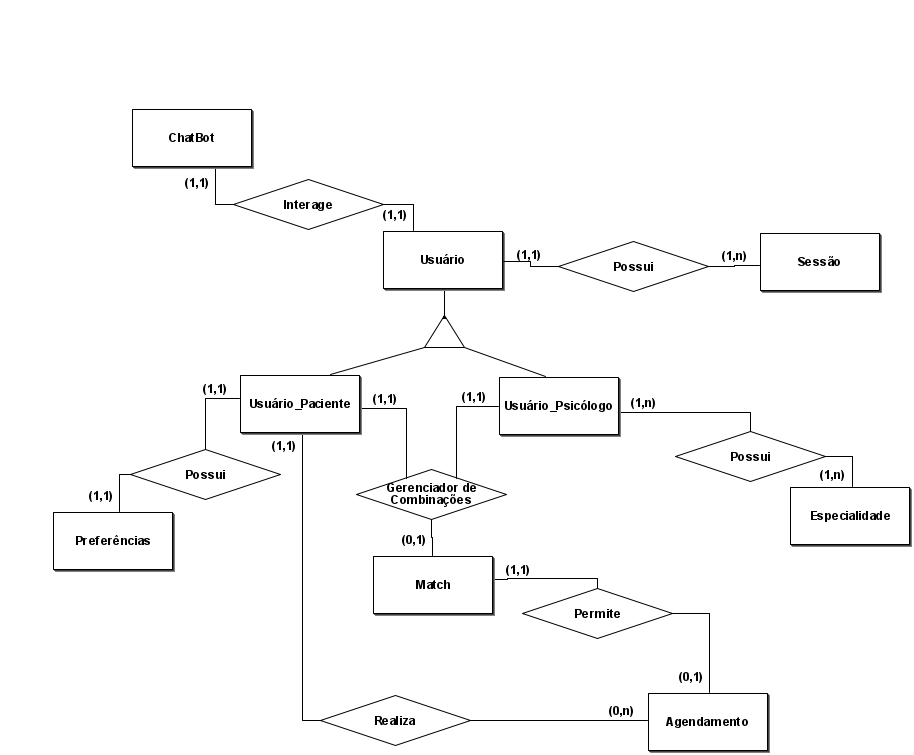 ChatBot
(1,1)
Interage
(1,1)
Usuário
(1,1)
Possui
(1,n)
Sessão
(1,1)
Usuário_Paciente
(1,1)
(1,1)
Usuário_Psicólogo
(1,n)
(1,1)
Possui
Possui
(1,1)
Gerenciador de
Combinações
(1,n)
Preferências
Especialidade
(0,1)
Match
(1,1)
Permite
(0,1)
Realiza
(0,n)
Agendamento